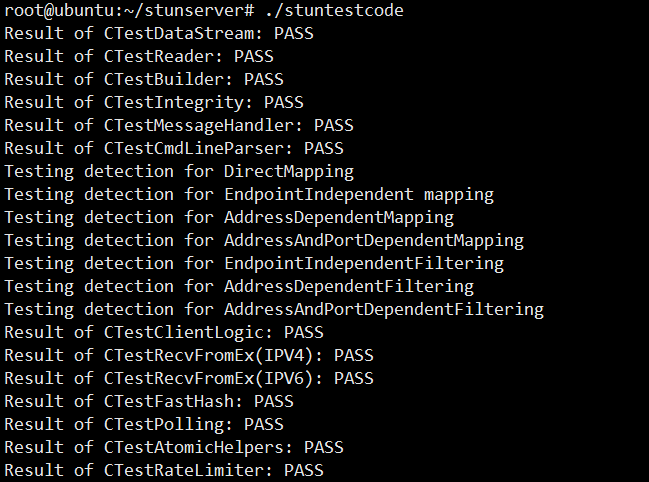 root@ubuntu:~/stunserver# ./stuntestcode
Result of CTestDataStream: PASS
Result of CTestReader: PASS
Result of CTestBuilder: PASS
Result of CTestIntegrity: PASS
Result of CTestMessageHandler: PASS
Result of CTestCmdLineParser: PASS
Testing detection for DirectMapping
Testing detection for EndpointIndependent mapping
Testing detection for AddressDependentMapping
Testing detection for AddressAndPortDependentMapping
Testing detection for EndpointIndependentFiltering
Testing detection for AddressDependentFiltering
Testing detection for AddressAndPortDependentFiltering
Result of CTestClientLogic: PASS
Result of CTestRecvFromEx(IPV4): PASS
Result of CTestRecvFromEx(IPV6): PASS
Result of CTestFastHash: PASS
Result of CTestPolling: PASS
Result of CTestAtomicHelpers: PASS
Result of CTestRateLimiter: PASS